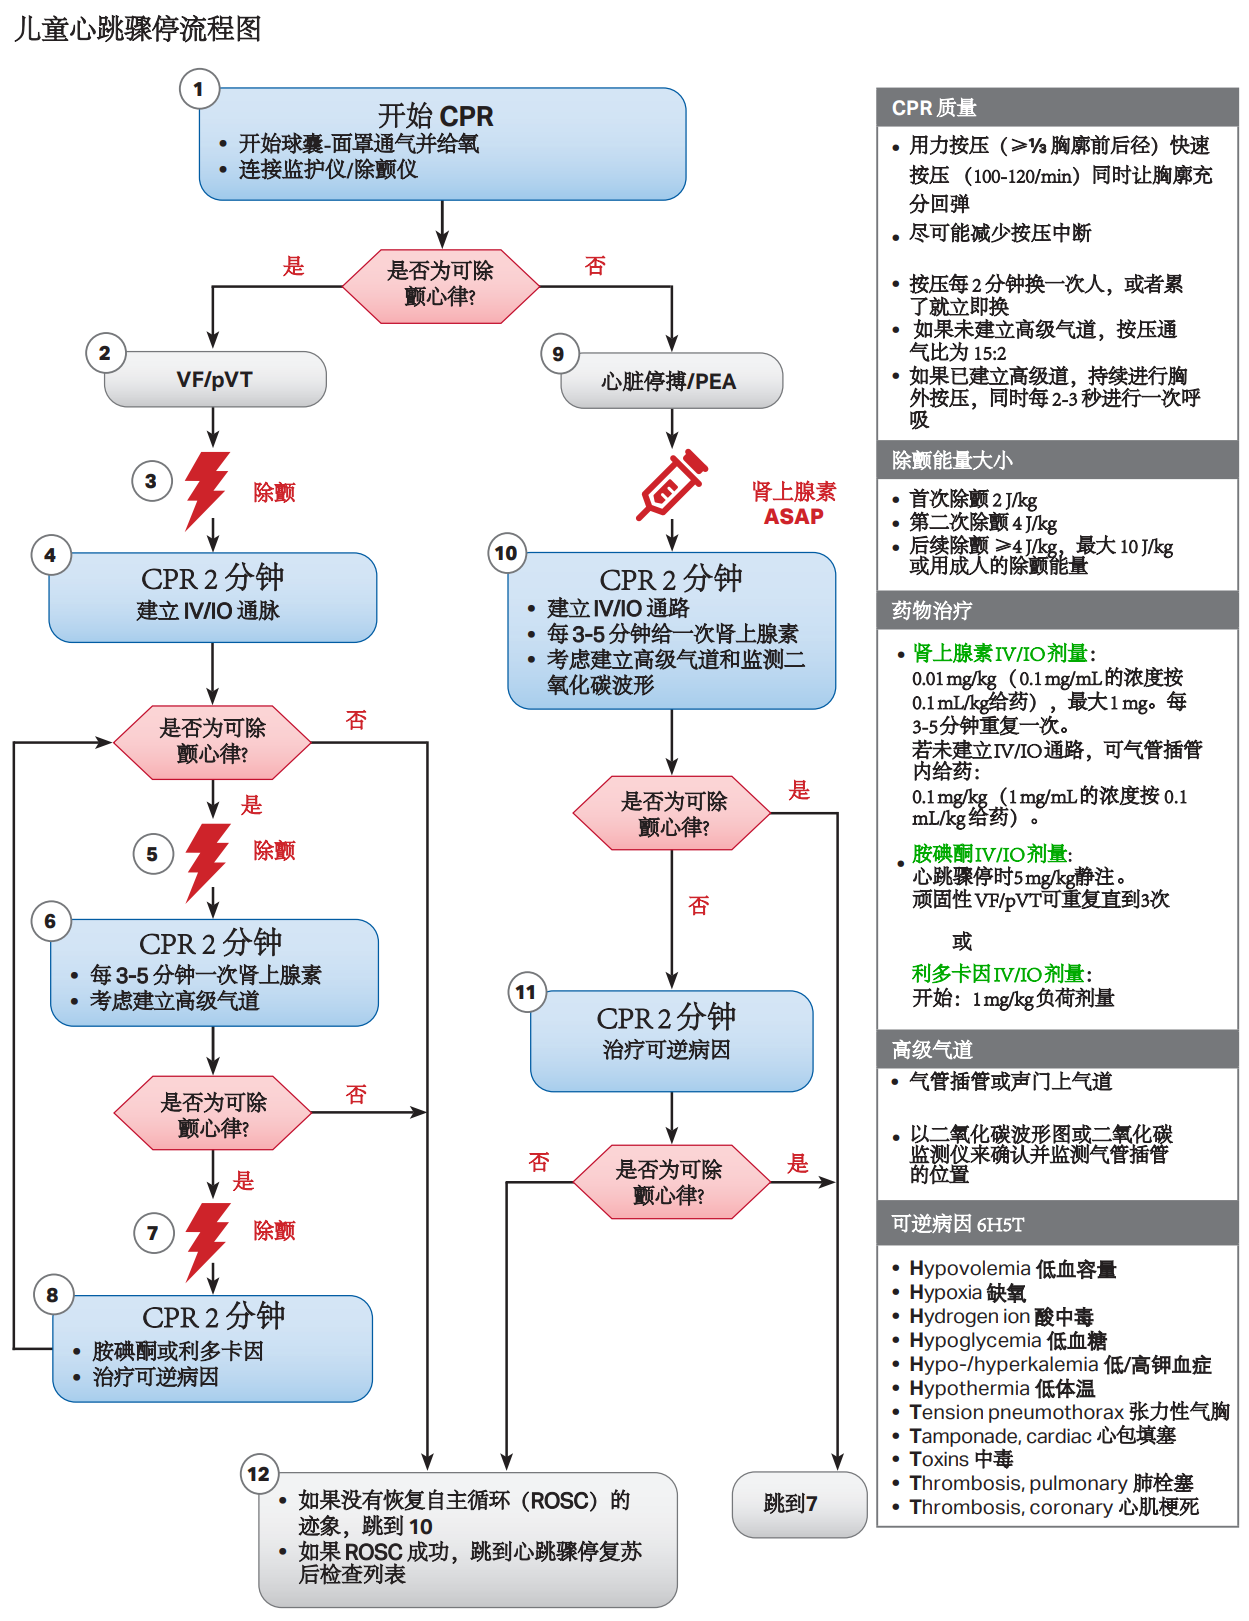 儿童心跳骤停流程图
1
开始 CPR
• 开始球囊-面罩通气并给氧
• 连接监护仪/除颤仪
是否为可除
颤心律?
是
否
2
VF/pVT
3
除颤
4
CPR 2 分钟
建立 IV/IO 通脉
是否为可除
颤心律?
否
是
5
除颤
6
CPR 2 分钟
• 每 3-5 分钟一次肾上腺素
• 考虑建立高级气道
是否为可除
颤心律?
否
是
7
除颤
8
CPR 2 分钟
• 胺碘酮或利多卡因
• 治疗可逆病因
9
心脏停搏/PEA
肾上腺素
ASAP
10
CPR 2 分钟
• 建立 IV/IO 通路
• 每 3-5 分钟给一次肾上腺素
• 考虑建立高级气道和监测二
氧化碳波形
是否为可除
颤心律?
是
否
11
CPR 2 分钟
治疗可逆病因
是否为可除
颤心律?
否
是
12
• 如果没有恢复自主循环（ROSC）的
迹象，跳到 10
• 如果 ROSC 成功，跳到心跳骤停复苏
后检查列表
跳到7
CPR 质量
• 用力按压（≥⅓ 胸廓前后径）快速
按压 （100-120/min）同时让胸廓充
分回弹
• 尽可能减少按压中断
• 按压每 2 分钟换一次人，或者累
了就立即换
• 如果未建立高级气道，按压通
气比为 15:2
• 如果已建立高级道，持续进行胸
外按压，同时每 2-3 秒进行一次呼
吸
除颤能量大小
• 首次除颤 2 J/kg
• 第二次除颤 4 J/kg
• 后续除颤 ≥4 J/kg，最大 10 J/kg
或用成人的除颤能量
药物治疗
• 肾上腺素 IV/IO 剂量：
0.01 mg/kg（ 0.1 mg/mL 的浓度按
0.1 mL/kg给药），最大 1 mg。每
3-5分钟重复一次。
若未建立 IV/IO 通路，可气管插管
内给药：
0.1 mg/kg（1 mg/mL 的浓度按 0.1
mL/kg 给药）。
• 胺碘酮 IV/IO 剂量:
心跳骤停时5 mg/kg静注。
顽固性 VF/pVT可重复直到3次
或
利多卡因 IV/IO 剂量：
开始：1 mg/kg 负荷剂量
高级气道
• 气管插管或声门上气道
• 以二氧化碳波形图或二氧化碳
监测仪来确认并监测气管插管
的位置
可逆病因 6H5T
• Hypovolemia 低血容量
• Hypoxia 缺氧
• Hydrogen ion 酸中毒
• Hypoglycemia 低血糖
• Hypo-/hyperkalemia 低/高钾血症
• Hypothermia 低体温
• Tension pneumothorax 张力性气胸
• Tamponade, cardiac 心包填塞
• Toxins 中毒
• Thrombosis, pulmonary 肺栓塞
• Thrombosis, coronary 心肌梗死